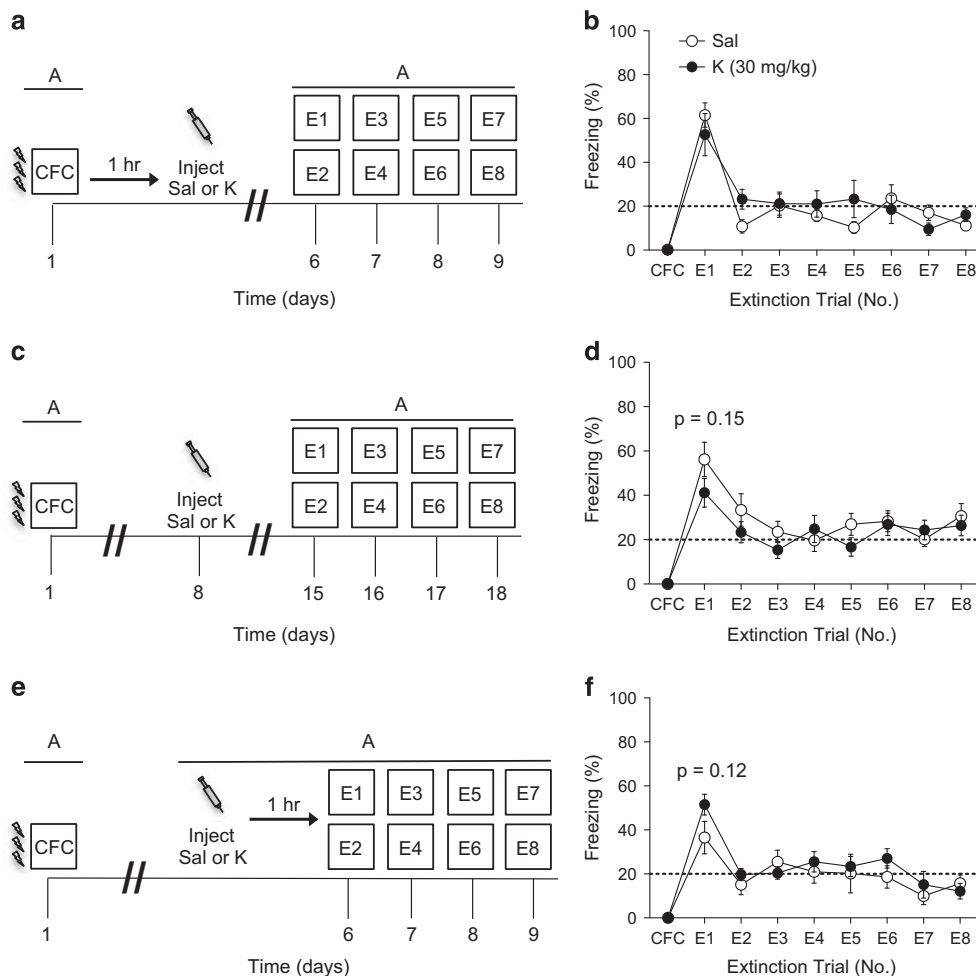 a
A
CFC
1 hr
Inject
Sal or K
A
E1 E3 E5 E7
E2 E4 E6 E8
1 6 7 8 9
Time (days)
b
Sal
K (30 mg/kg)
Freezing (%)
100
80
60
40
20
0
CFC E1 E2 E3 E4 E5 E6 E7 E8
Extinction Trial (No.)
c
A
CFC
Inject
Sal or K
A
E1 E3 E5 E7
E2 E4 E6 E8
1 8 15 16 17 18
Time (days)
d
p = 0.15
Freezing (%)
100
80
60
40
20
0
CFC E1 E2 E3 E4 E5 E6 E7 E8
Extinction Trial (No.)
e
A
CFC
A
Inject
Sal or K
1 hr
E1 E3 E5 E7
E2 E4 E6 E8
1 6 7 8 9
Time (days)
f
p = 0.12
Freezing (%)
100
80
60
40
20
0
CFC E1 E2 E3 E4 E5 E6 E7 E8
Extinction Trial (No.)